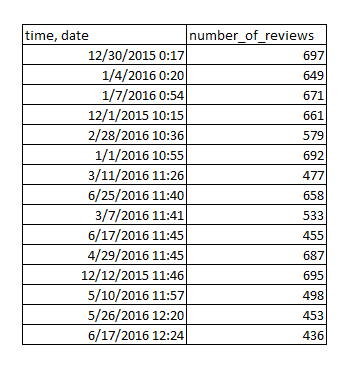 time, date number_of_reviews
12/30/2015 0:17 697
1/4/2016 0:20 649
1/7/2016 0:54 671
12/1/2015 10:15 661
2/28/2016 10:36 579
1/1/2016 10:55 692
3/11/2016 11:26 477
6/25/2016 11:40 658
3/7/2016 11:41 533
6/17/2016 11:45 455
4/29/2016 11:45 687
12/12/2015 11:46 695
5/10/2016 11:57 498
5/26/2016 12:20 453
6/17/2016 12:24 436